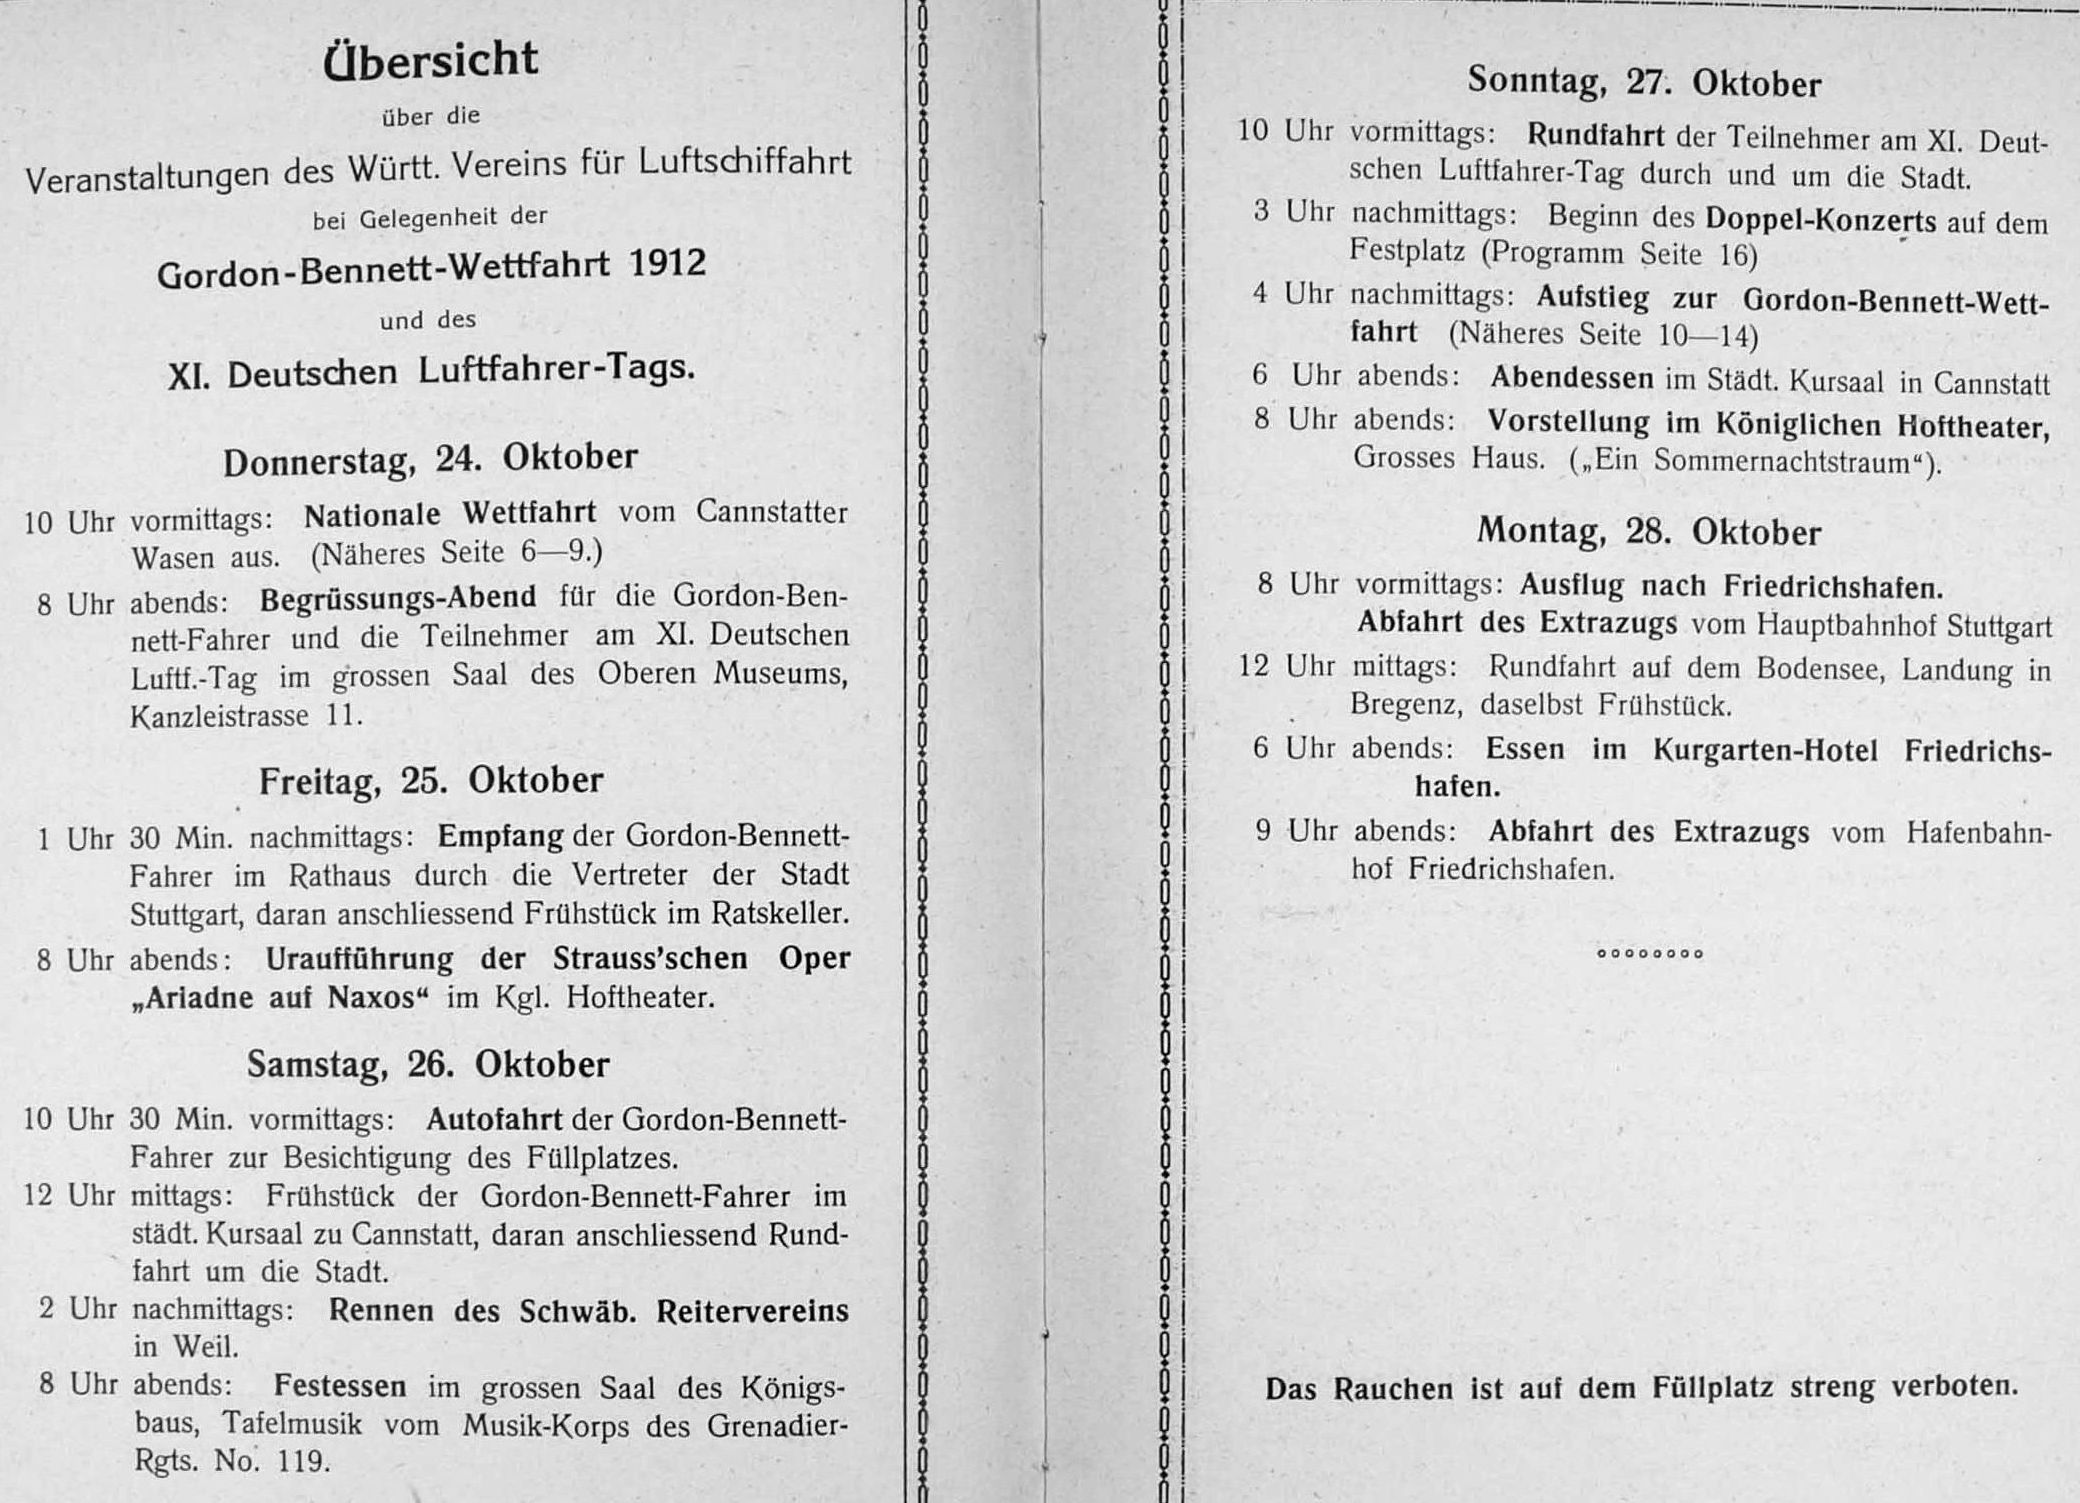 Übersicht
über die
Veranstaltungen des Württ. Vereins für Luftschiffahrt
bei Gelegenheit der
Gordon-Bennett-Wettfahrt 1912
und des
XI. Deutschen Luftfahrer-Tags.
Donnerstag, 24. Oktober
10 Uhr vormittags: Nationale Wettfahrt vom Cannstatter
Wasen aus. (Näheres Seite 6—9.)
8 Uhr abends: Begrüssungs-Abend für die Gordon-Ben-
nett-Fahrer und die Teilnehmer am XI. Deutschen
Luftf.-Tag im grossen Saal des Oberen Museums,
Kanzleistrasse 11.
Freitag, 25. Oktober
1 Uhr 30 Min. nachmittags: Empfang der Gordon-Bennett-
Fahrer im Rathaus durch die Vertreter der Stadt
Stuttgart, daran anschliessend Frühstück im Ratskeller.
8 Uhr abends: Uraufführung der Strauss'schen Oper
„Ariadne auf Naxos“ im Kgl. Hoftheater.
Samstag, 26. Oktober
10 Uhr 30 Min. vormittags: Autofahrt der Gordon-Bennett-
Fahrer zur Besichtigung des Füllplatzes.
12 Uhr mittags: Frühstück der Gordon-Bennett-Fahrer im
städt. Kursaal zu Cannstatt, daran anschliessend Rund-
fahrt um die Stadt.
2 Uhr nachmittags: Rennen des Schwäb. Reitervereins
in Weil.
8 Uhr abends: Festessen im grossen Saal des Königs-
baus, Tafelmusik vom Musik-Korps des Grenadier-
Rgts. No. 119.
Sonntag, 27. Oktober
10 Uhr vormittags: Rundfahrt der Teilnehmer am XI. Deut-
schen Luftfahrer-Tag durch und um die Stadt.
3 Uhr nachmittags: Beginn des Doppel-Konzerts auf dem
Festplatz (Programm Seite 16)
4 Uhr nachmittags: Aufstieg zur Gordon-Bennett-Wett-
fahrt (Näheres Seite 10—14)
6 Uhr abends: Abendessen im Städt. Kursaal in Cannstatt
8 Uhr abends: Vorstellung im Königlichen Hoftheater,
Grosses Haus. („Ein Sommernachtstraum“).
Montag, 28. Oktober
8 Uhr vormittags: Ausflug nach Friedrichshafen.
Abfahrt des Extrazugs vom Hauptbahnhof Stuttgart
12 Uhr mittags: Rundfahrt auf dem Bodensee, Landung in
Bregenz, daselbst Frühstück.
6 Uhr abends: Essen im Kurgarten-Hotel Friedrichs-
hafen.
9 Uhr abends: Abfahrt des Extrazugs vom Hafenbahn-
hof Friedrichshafen.
Das Rauchen ist auf dem Füllplatz streng verboten.